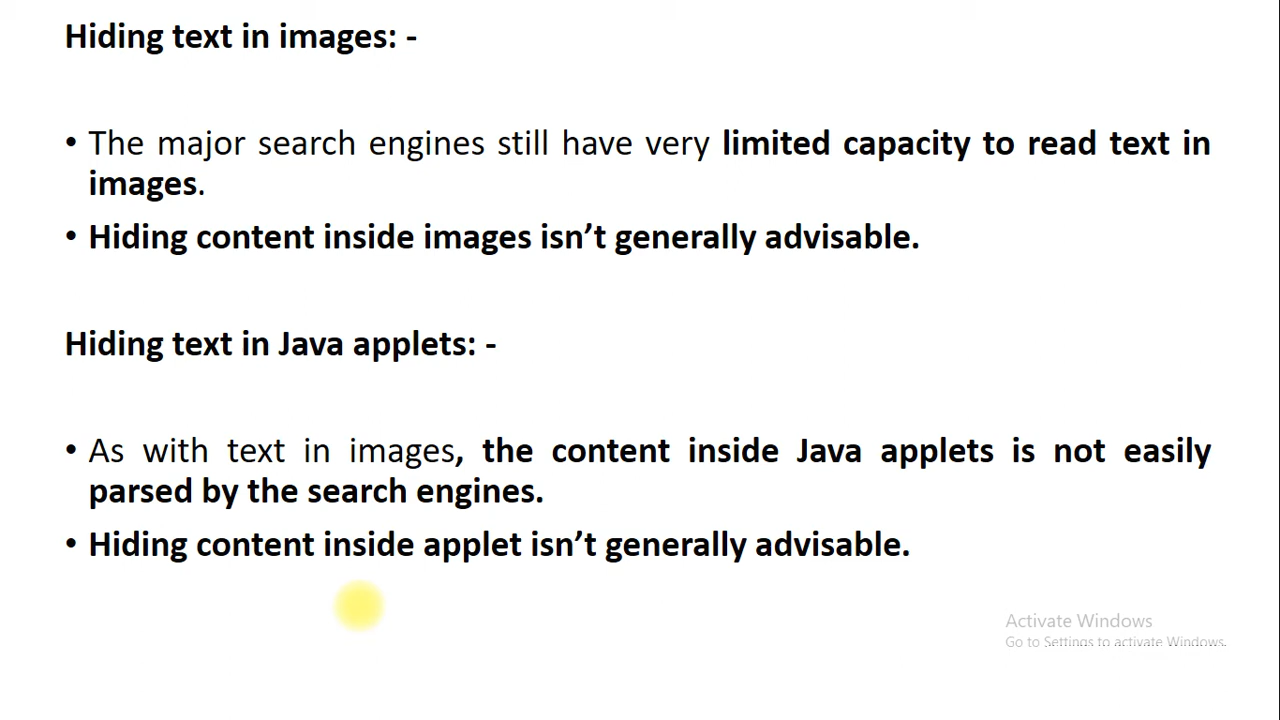 Hiding text in images: -
• The major search engines still have very limited capacity to read text in
images.
• Hiding content inside images isn’t generally advisable.
Hiding text in Java applets: -
• As with text in images, the content inside Java applets is not easily
parsed by the search engines.
• Hiding content inside applet isn’t generally advisable.
Activate Windows
Go to Settings to activate Windows.